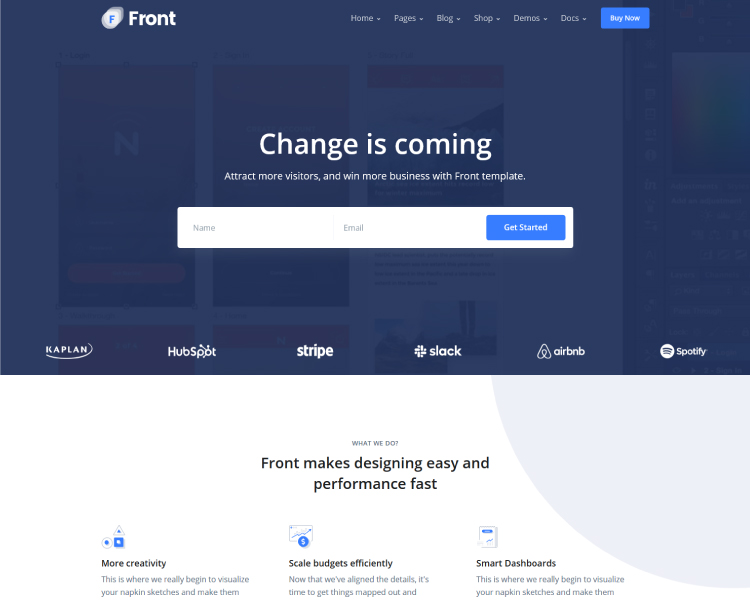 Front
Home Pages Blog Shop Demos Docs Buy Now
Change is coming
Attract more visitors, and win more business with Front template.
Name Email Get Started
KAPLAN HubSpot stripe slack airbnb Spotify
WHAT WE DO?
Front makes designing easy and
performance fast
More creativity
This is where we really begin to visualize
your napkin sketches and make them
Scale budgets efficiently
Now that we've aligned the details, it's
time to get things mapped out and
Smart Dashboards
This is where we really begin to visualize
your napkin sketches and make them